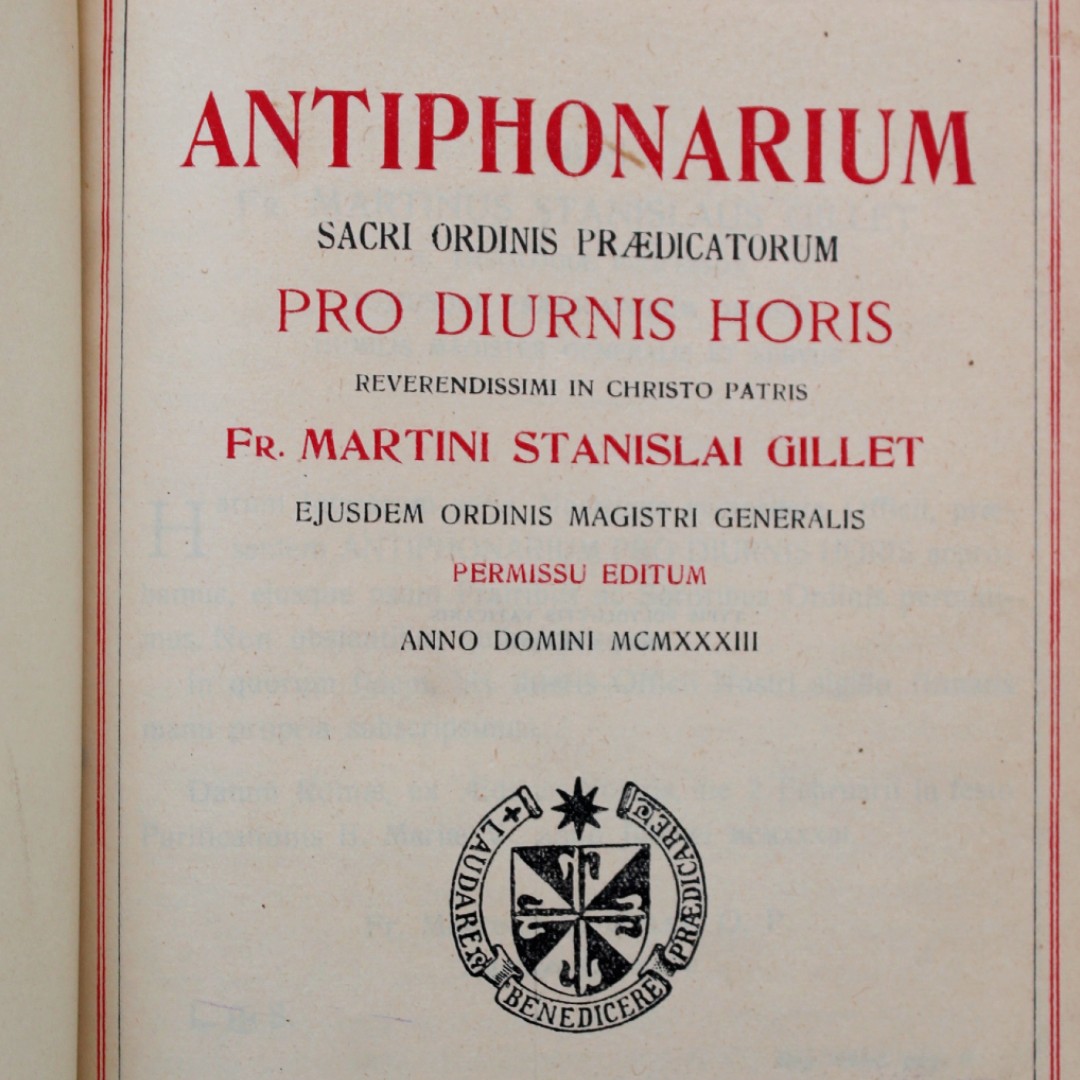 ANTIPHONARIUM
SACRI ORDINIS PRÆDICATORUM
PRO DIURNIS HORIS
REVERENDISSIMI IN CHRISTO PATRIS
FR. MARTINI STANISLAI GILLET
EJUSDEM ORDINIS MAGISTRI GENERALIS
PERMISSU EDITUM
ANNO DOMINI MCMXXXIII
LAUDARE
BENEDICERE
PRÆDICARE